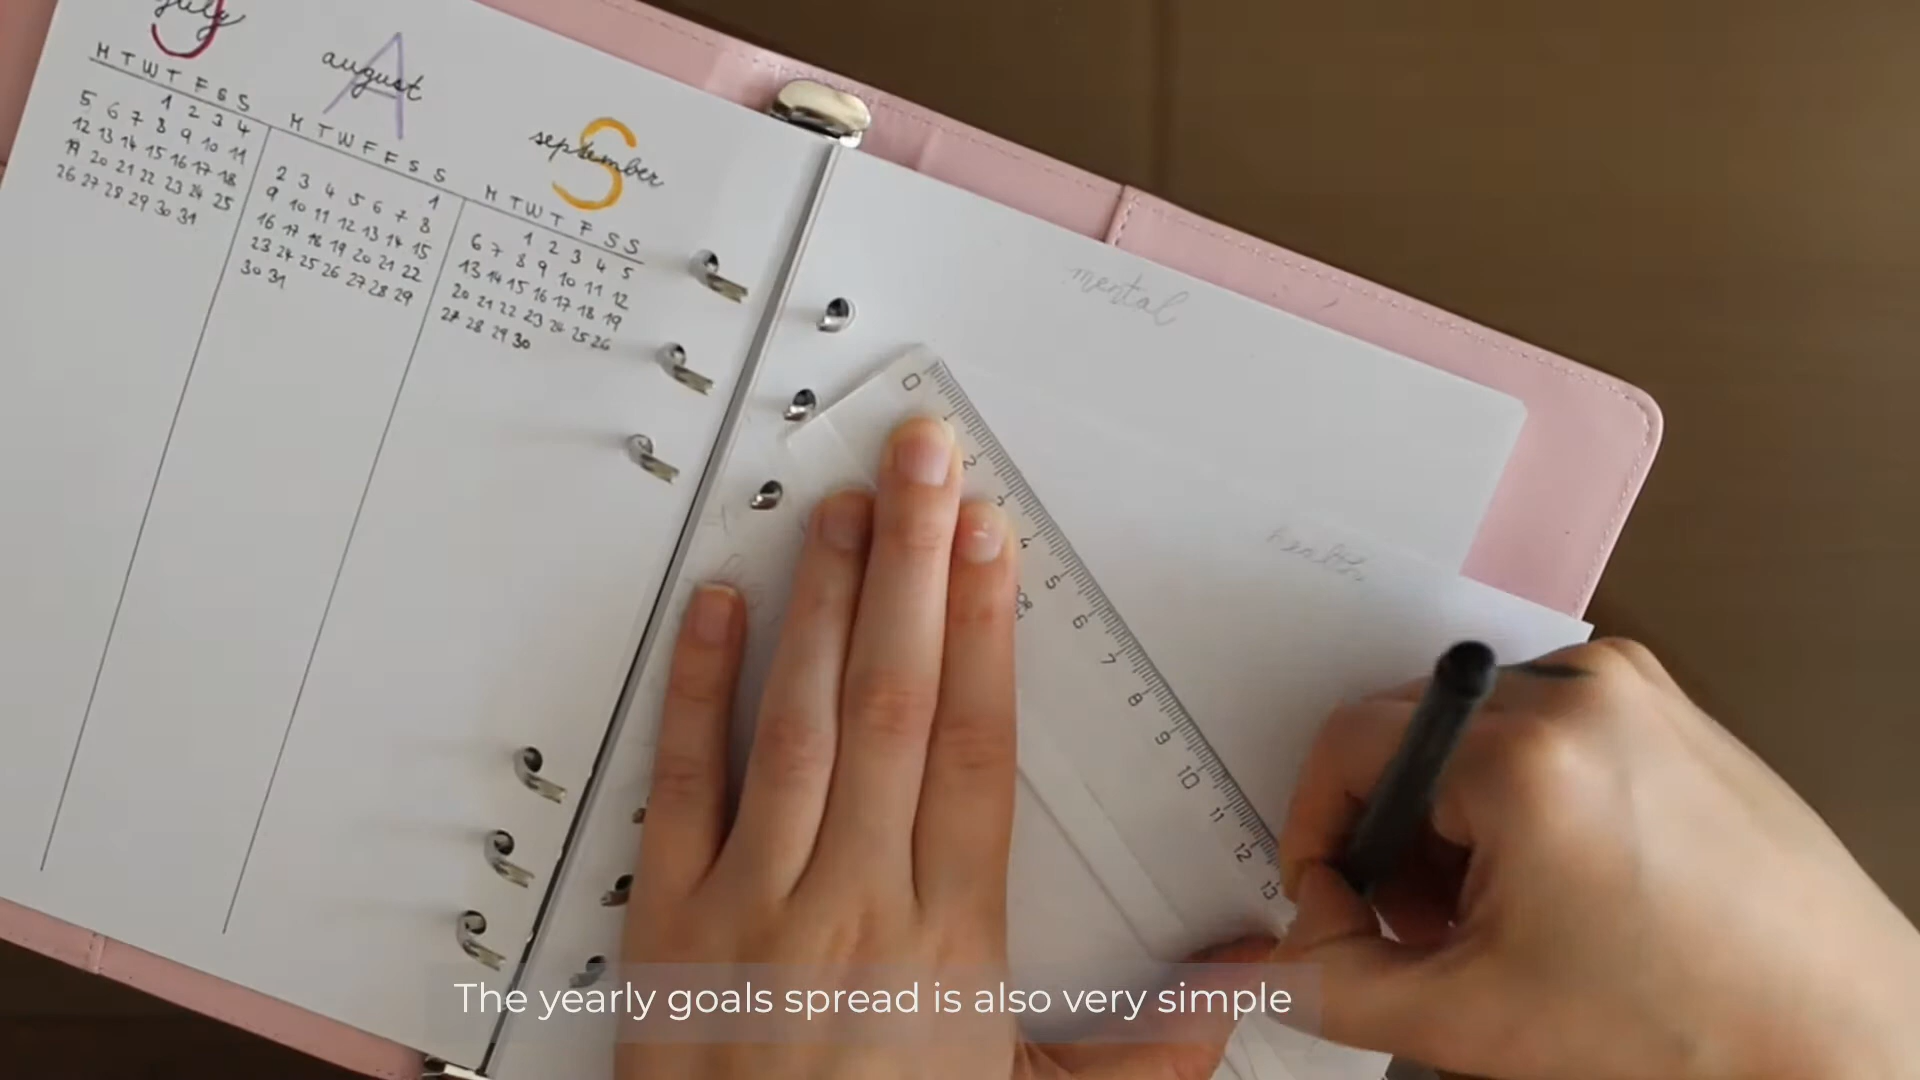 july
M T W T F S S
1 2 3 4
5 6 7 8 9 10 11
12 13 14 15 16 17 18
19 20 21 22 23 24 25
26 27 28 29 30 31
A
august
M T W F F S S
1
2 3 4 5 6 7 8
9 10 11 12 13 14 15
16 17 18 19 20 21 22
23 24 25 26 27 28 29
30 31
S
september
M T W T F S S
1 2 3 4 5
6 7 8 9 10 11 12
13 14 15 16 17 18 19
20 21 22 23 24 25 26
27 28 29 30
mental
health
0 1 2 3 4 5 6 7 8 9 10 11 12 13
The yearly goals spread is also very simple